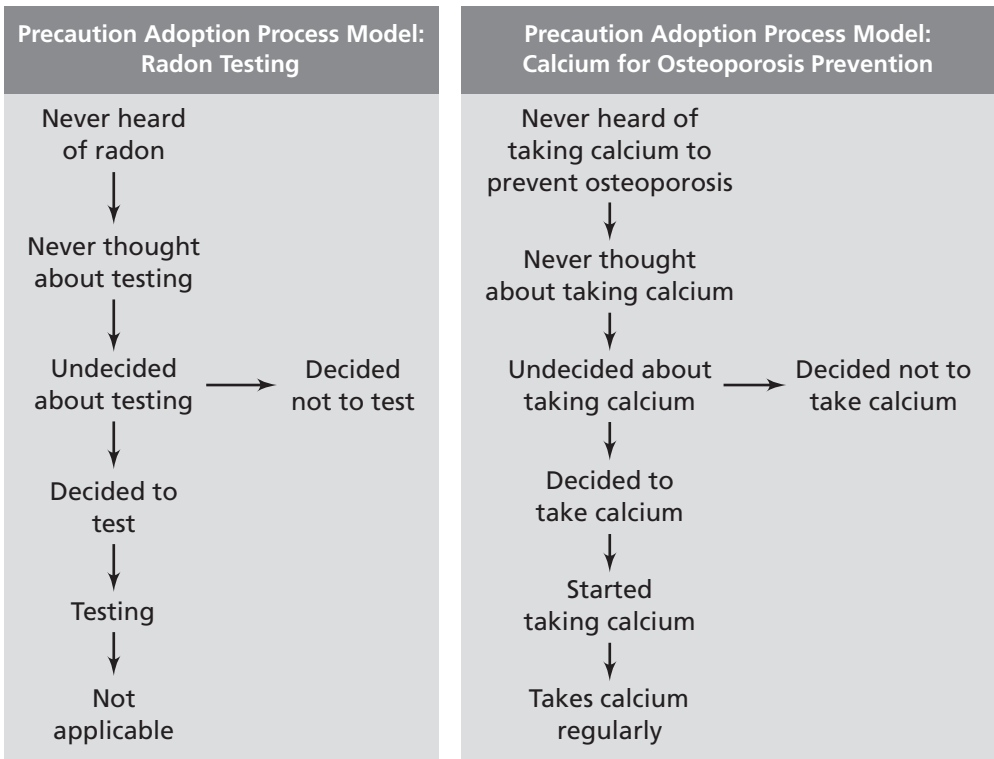 Precaution Adoption Process Model:
Radon Testing
Never heard
of radon
Never thought
about testing
Undecided
about testing
Decided
not to test
Decided to
test
Testing
Not
applicable
Precaution Adoption Process Model:
Calcium for Osteoporosis Prevention
Never heard of
taking calcium to
prevent osteoporosis
Never thought
about taking calcium
Undecided about
taking calcium
Decided not to
take calcium
Decided to
take calcium
Started
taking calcium
Takes calcium
regularly